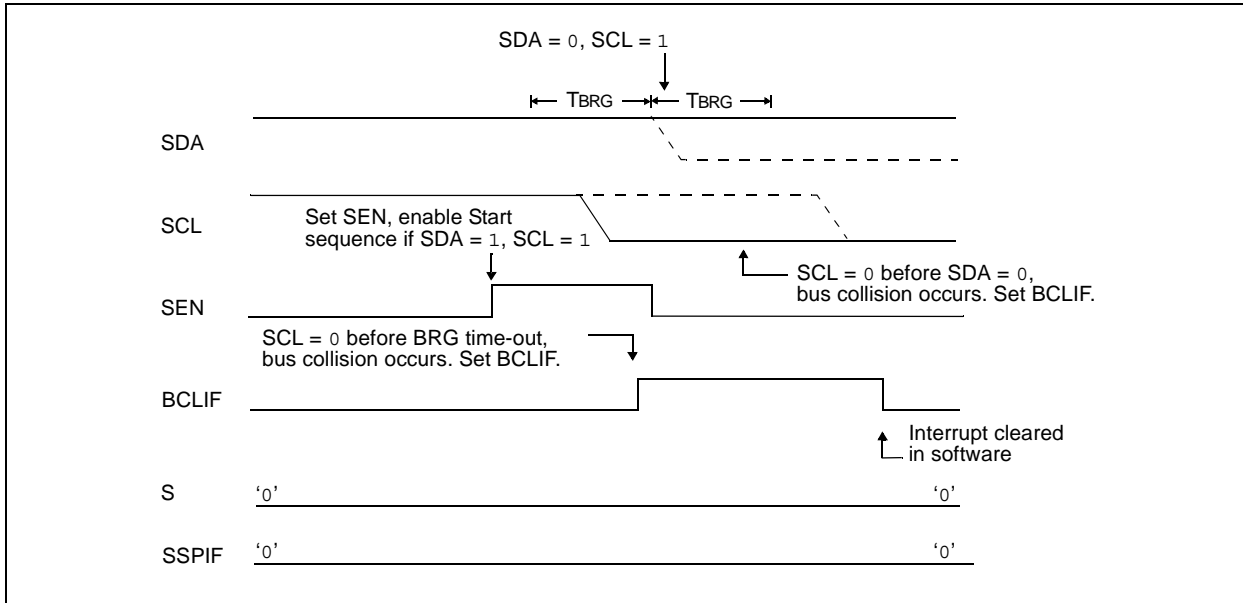 SDA = 0, SCL = 1
TBRG TBRG
SDA
SCL
Set SEN, enable Start
sequence if SDA = 1, SCL = 1
SCL = 0 before SDA = 0,
bus collision occurs. Set BCLIF.
SEN
SCL = 0 before BRG time-out,
bus collision occurs. Set BCLIF.
BCLIF
Interrupt cleared
in software
S ‘0’ ‘0’
SSPIF ‘0’ ‘0’